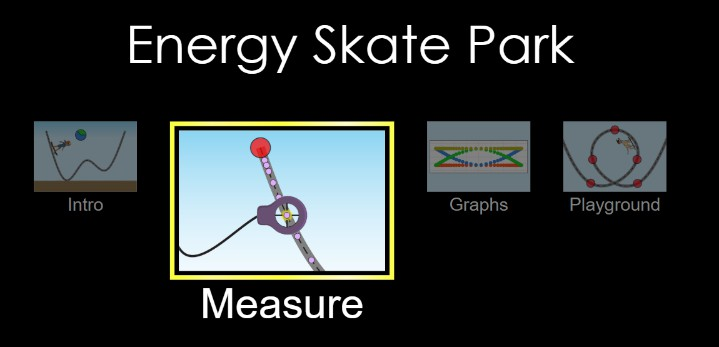 Energy Skate Park
Intro
Measure
Graphs
Playground